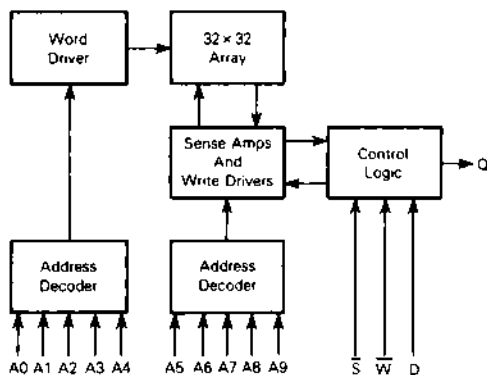 Word
Driver
32 × 32
Array
Sense Amps
And
Write Drivers
Control
Logic
Q
Address
Decoder
Address
Decoder
A0 A1 A2 A3 A4
A5 A6 A7 A8 A9
S̅ W̅ D